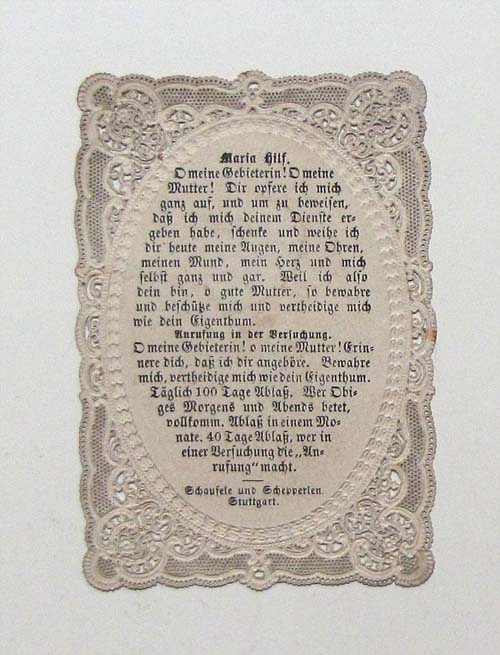 Maria Hilf.
O meine Gebieterin! O meine
Mutter! Dir opfere ich mich
ganz auf, und um zu beweisen,
daß ich mich deinem Dienste er-
geben habe, schenke und weihe ich
dir heute meine Augen, meine Ohren,
meinen Mund, mein Herz und mich
selbst ganz und gar. Weil ich also
dein bin, o gute Mutter, so bewahre
und beschütze mich und vertheidige mich
wie dein Eigenthum.
Anrufung in der Versuchung.
O meine Gebieterin! o meine Mutter! Erin-
nere dich, daß ich dir angehöre. Bewahre
mich, vertheidige mich wie dein Eigenthum.
Täglich 100 Tage Ablaß. Wer Obi-
ges Morgens und Abends betet,
vollkomm. Ablaß in einem Mo-
nate. 40 Tage Ablaß, wer in
einer Versuchung die „An-
rufung" macht.
Schaufele und Schepperlen.
Stuttgart.